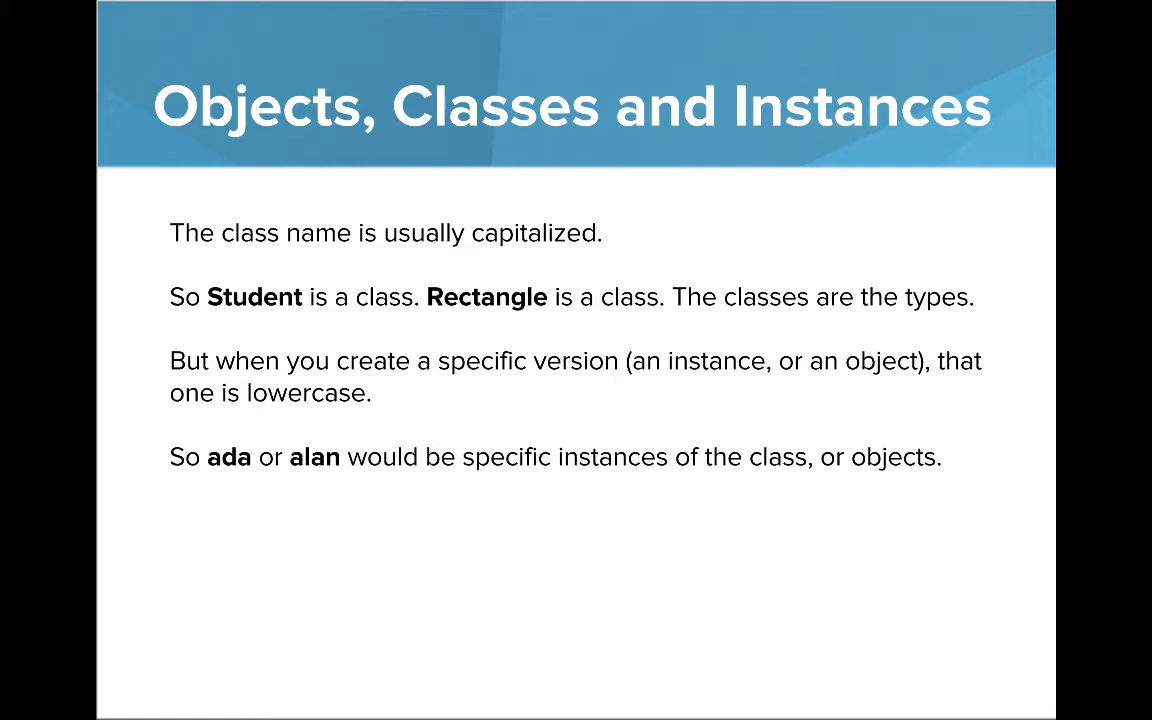 Objects, Classes and Instances
The class name is usually capitalized.
So Student is a class. Rectangle is a class. The classes are the types.
But when you create a specific version (an instance, or an object), that
one is lowercase.
So ada or alan would be specific instances of the class, or objects.